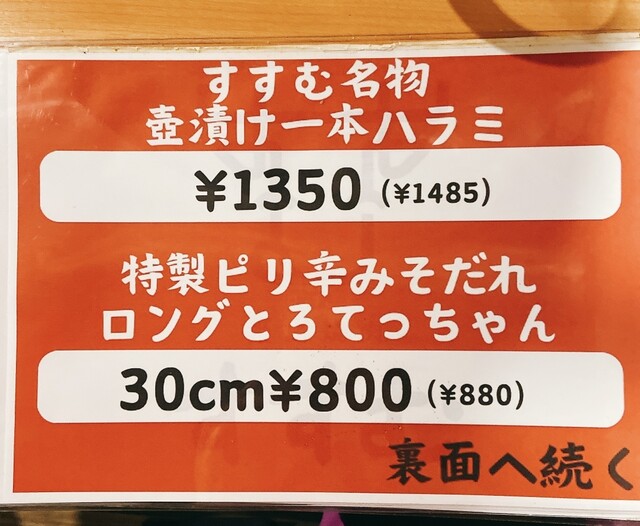 すすむ名物
壺漬け一本ハラミ
¥1350 (¥1485)
特製ピリ辛みそだれ
ロングとろてっちゃん
30cm¥800 (¥880)
裏面へ続く